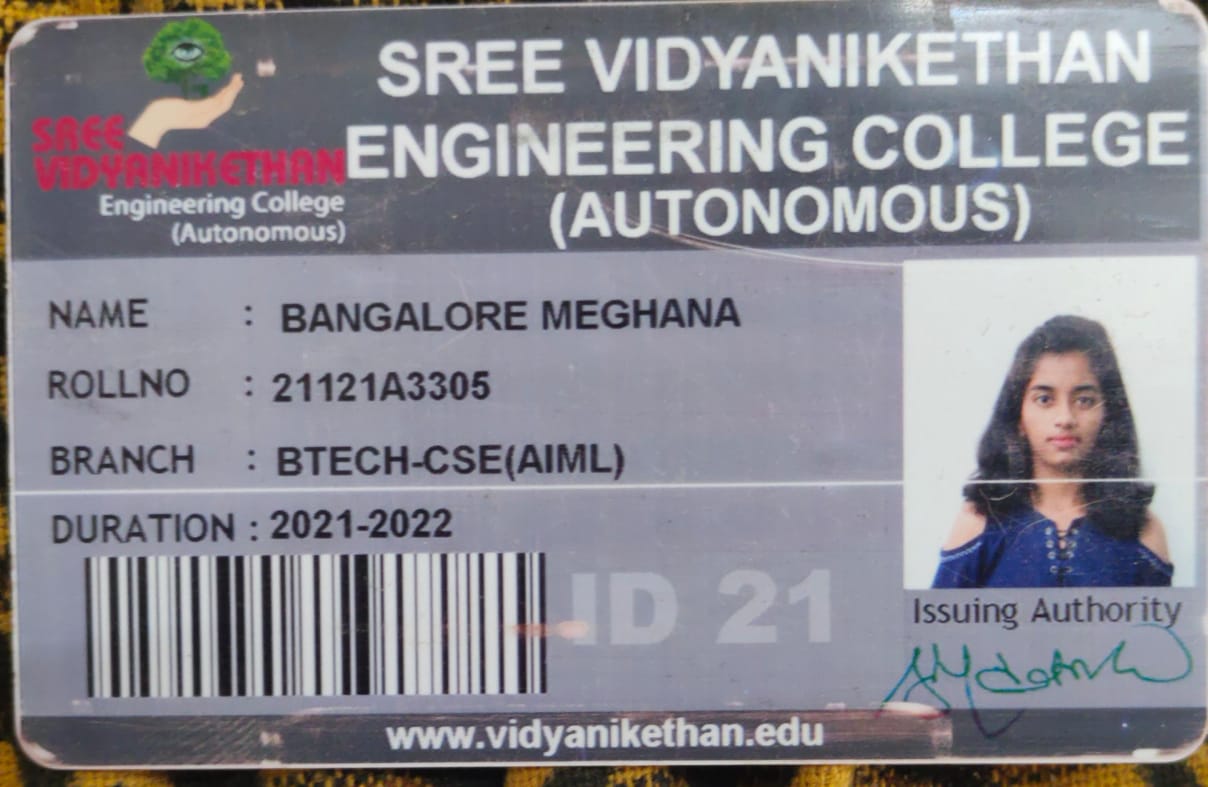 SREE
VIDYANIKETHAN
Engineering College
(Autonomous)
SREE VIDYANIKETHAN
ENGINEERING COLLEGE
(AUTONOMOUS)
NAME : BANGALORE MEGHANA
ROLLNO : 21121A3305
BRANCH : BTECH-CSE(AIML)
DURATION : 2021-2022
ID 21
Issuing Authority
www.vidyanikethan.edu